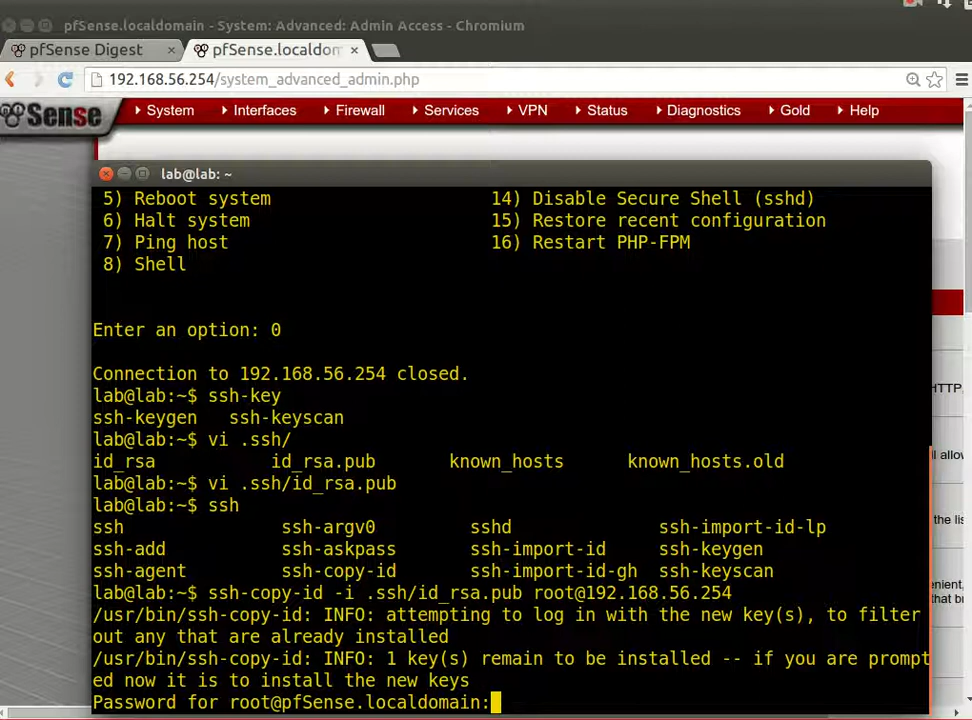 pfSense.localdomain - System: Advanced: Admin Access - Chromium
pfSense Digest
pfSense.localdom
192.168.56.254/system_advanced_admin.php
Sense
System Interfaces Firewall Services VPN Status Diagnostics Gold Help
lab@lab: ~
5) Reboot system 14) Disable Secure Shell (sshd)
6) Halt system 15) Restore recent configuration
7) Ping host 16) Restart PHP-FPM
8) Shell
Enter an option: 0
Connection to 192.168.56.254 closed.
lab@lab:~$ ssh-key
ssh-keygen ssh-keyscan
lab@lab:~$ vi .ssh/
id_rsa id_rsa.pub known_hosts known_hosts.old
lab@lab:~$ vi .ssh/id_rsa.pub
lab@lab:~$ ssh
ssh ssh-argv0 sshd ssh-import-id-lp
ssh-add ssh-askpass ssh-import-id ssh-keygen
ssh-agent ssh-copy-id ssh-import-id-gh ssh-keyscan
lab@lab:~$ ssh-copy-id -i .ssh/id_rsa.pub root@192.168.56.254
/usr/bin/ssh-copy-id: INFO: attempting to log in with the new key(s), to filter
out any that are already installed
/usr/bin/ssh-copy-id: INFO: 1 key(s) remain to be installed -- if you are prompt
ed now it is to install the new keys
Password for root@pfSense.localdomain:
HTTP.
ll allow
the lis
enient,
that br